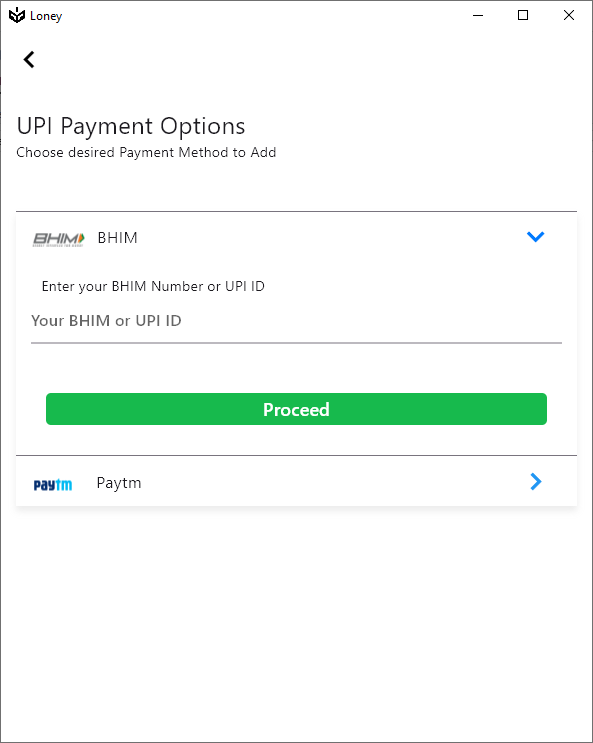 Loney
UPI Payment Options
Choose desired Payment Method to Add
BHIM BHIM
Enter your BHIM Number or UPI ID
Your BHIM or UPI ID
Proceed
paytm Paytm